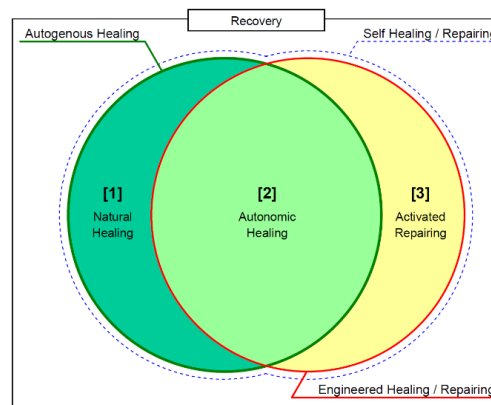 Recovery
Autogenous Healing
Self Healing / Repairing
[1]
Natural
Healing
[2]
Autonomic
Healing
[3]
Activated
Repairing
Engineered Healing / Repairing